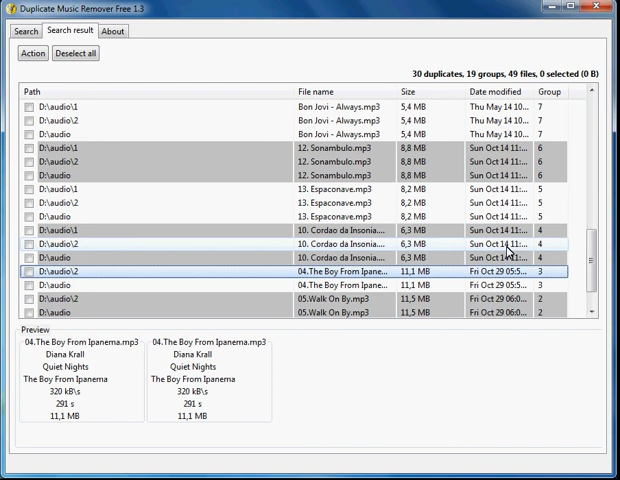 Duplicate Music Remover Free 1.3
Search Search result About
Action Deselect all
30 duplicates, 19 groups, 49 files, 0 selected (0 B)
Path File name Size Date modified Group
D:\audio\1 Bon Jovi - Always.mp3 5,4 MB Thu May 14 10:... 7
D:\audio\2 Bon Jovi - Always.mp3 5,4 MB Thu May 14 10:... 7
D:\audio Bon Jovi - Always.mp3 5,4 MB Thu May 14 10:... 7
D:\audio\1 12. Sonambulo.mp3 8,8 MB Sun Oct 14 11:... 6
D:\audio\2 12. Sonambulo.mp3 8,8 MB Sun Oct 14 11:... 6
D:\audio 12. Sonambulo.mp3 8,8 MB Sun Oct 14 11:... 6
D:\audio\1 13. Espaconave.mp3 8,2 MB Sun Oct 14 11:... 5
D:\audio\2 13. Espaconave.mp3 8,2 MB Sun Oct 14 11:... 5
D:\audio 13. Espaconave.mp3 8,2 MB Sun Oct 14 11:... 5
D:\audio\1 10. Cordao da Insonia.... 6,3 MB Sun Oct 14 11:... 4
D:\audio\2 10. Cordao da Insonia.... 6,3 MB Sun Oct 14 11:... 4
D:\audio 10. Cordao da Insonia.... 6,3 MB Sun Oct 14 11:... 4
D:\audio\2 04.The Boy From Ipane... 11,1 MB Fri Oct 29 05:5... 3
D:\audio 04.The Boy From Ipane... 11,1 MB Fri Oct 29 05:5... 3
D:\audio\2 05.Walk On By.mp3 11,5 MB Fri Oct 29 06:0... 2
D:\audio 05.Walk On By.mp3 11,5 MB Fri Oct 29 06:0... 2
Preview
04.The Boy From Ipanema.mp3 04.The Boy From Ipanema.mp3
Diana Krall Diana Krall
Quiet Nights Quiet Nights
The Boy From Ipanema The Boy From Ipanema
320 kB\s 320 kB\s
291 s 291 s
11,1 MB 11,1 MB